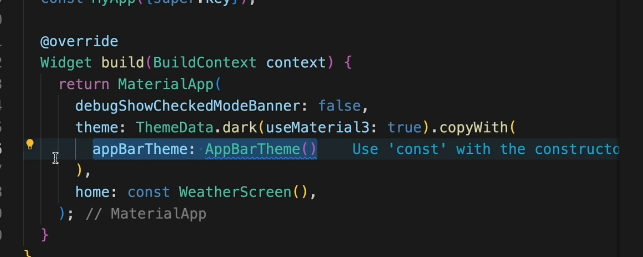 const MyApp({super.key});
@override
Widget build(BuildContext context) {
return MaterialApp(
debugShowCheckedModeBanner: false,
theme: ThemeData.dark(useMaterial3: true).copyWith(
appBarTheme: AppBarTheme() Use 'const' with the constructo
),
home: const WeatherScreen(),
); // MaterialApp
}
}